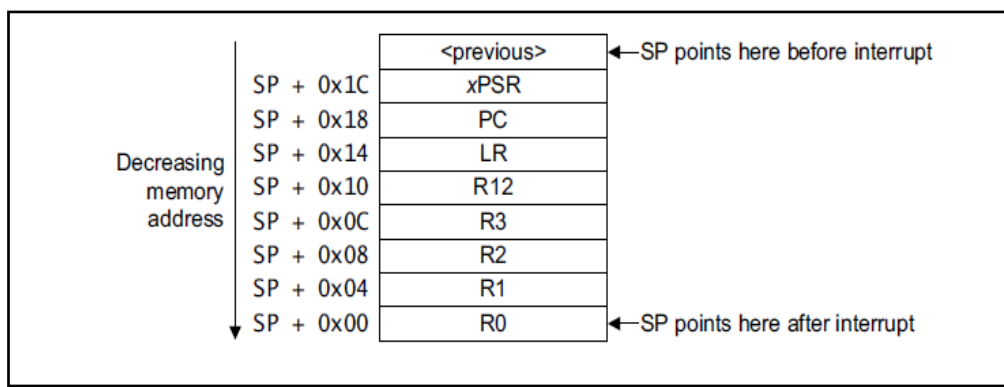 <previous> SP points here before interrupt
SP + 0x1C xPSR
SP + 0x18 PC
SP + 0x14 LR
Decreasing
memory
address
SP + 0x10 R12
SP + 0x0C R3
SP + 0x08 R2
SP + 0x04 R1
SP + 0x00 R0 SP points here after interrupt